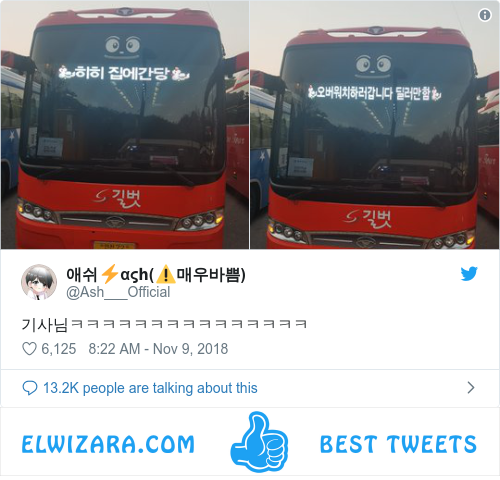 히히 집에간당
오버워치하러갑니다 딜러만함
길벗
길벗
애쉬⚡αςh(⚠️매우바쁨)
@Ash___Official
기사님ㅋㅋㅋㅋㅋㅋㅋㅋㅋㅋㅋㅋㅋㅋㅋ
6,125 8:22 AM - Nov 9, 2018
13.2K people are talking about this
ELWIZARA.COM
BEST TWEETS